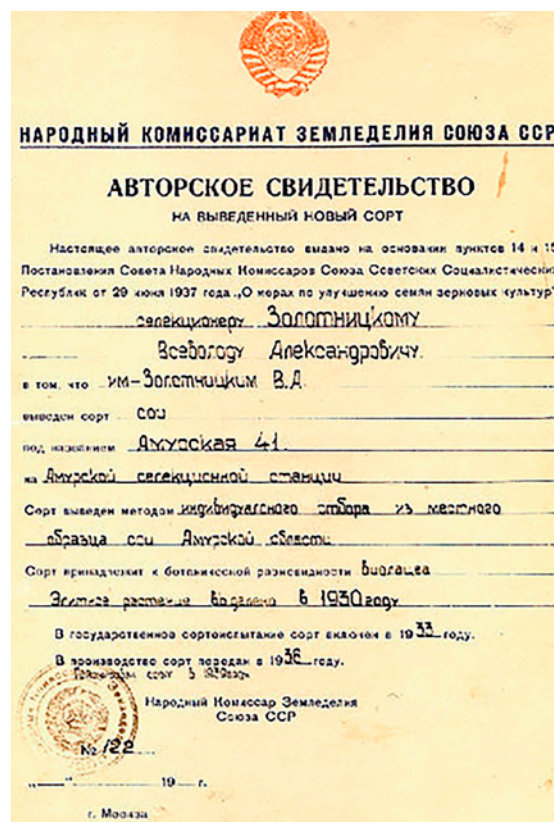 НАРОДНЫЙ КОМИССАРИАТ ЗЕМЛЕДЕЛИЯ СОЮЗА ССР
АВТОРСКОЕ СВИДЕТЕЛЬСТВО
НА ВЫВЕДЕННЫЙ НОВЫЙ СОРТ
Настоящее авторское свидетельство выдано на основании пунктов 14 и 15
Постановления Совета Народных Комиссаров Союза Советских Социалистических
Республик от 29 июня 1937 года „О мерах по улучшению семян зерновых культур"
селекционеру Золотницкому
Всеволоду Александровичу.
в том, что им-Золотницким В.А.
выведен сорт сои
под названием Амурская 41.
на Амурской селекционной станции
Сорт выведен методом индивидуального отбора из местного
образца сои Амурской области
Сорт принадлежит к ботанической разновидности
Элитное растение выделено в 1930 году
В государственное сортоиспытание сорт включен в 1933 году.
В производство сорт передан в 1936 году.
Народный Комиссар Земледелия
Союза ССР
№ 122
„ " 19 г.
г. Москва